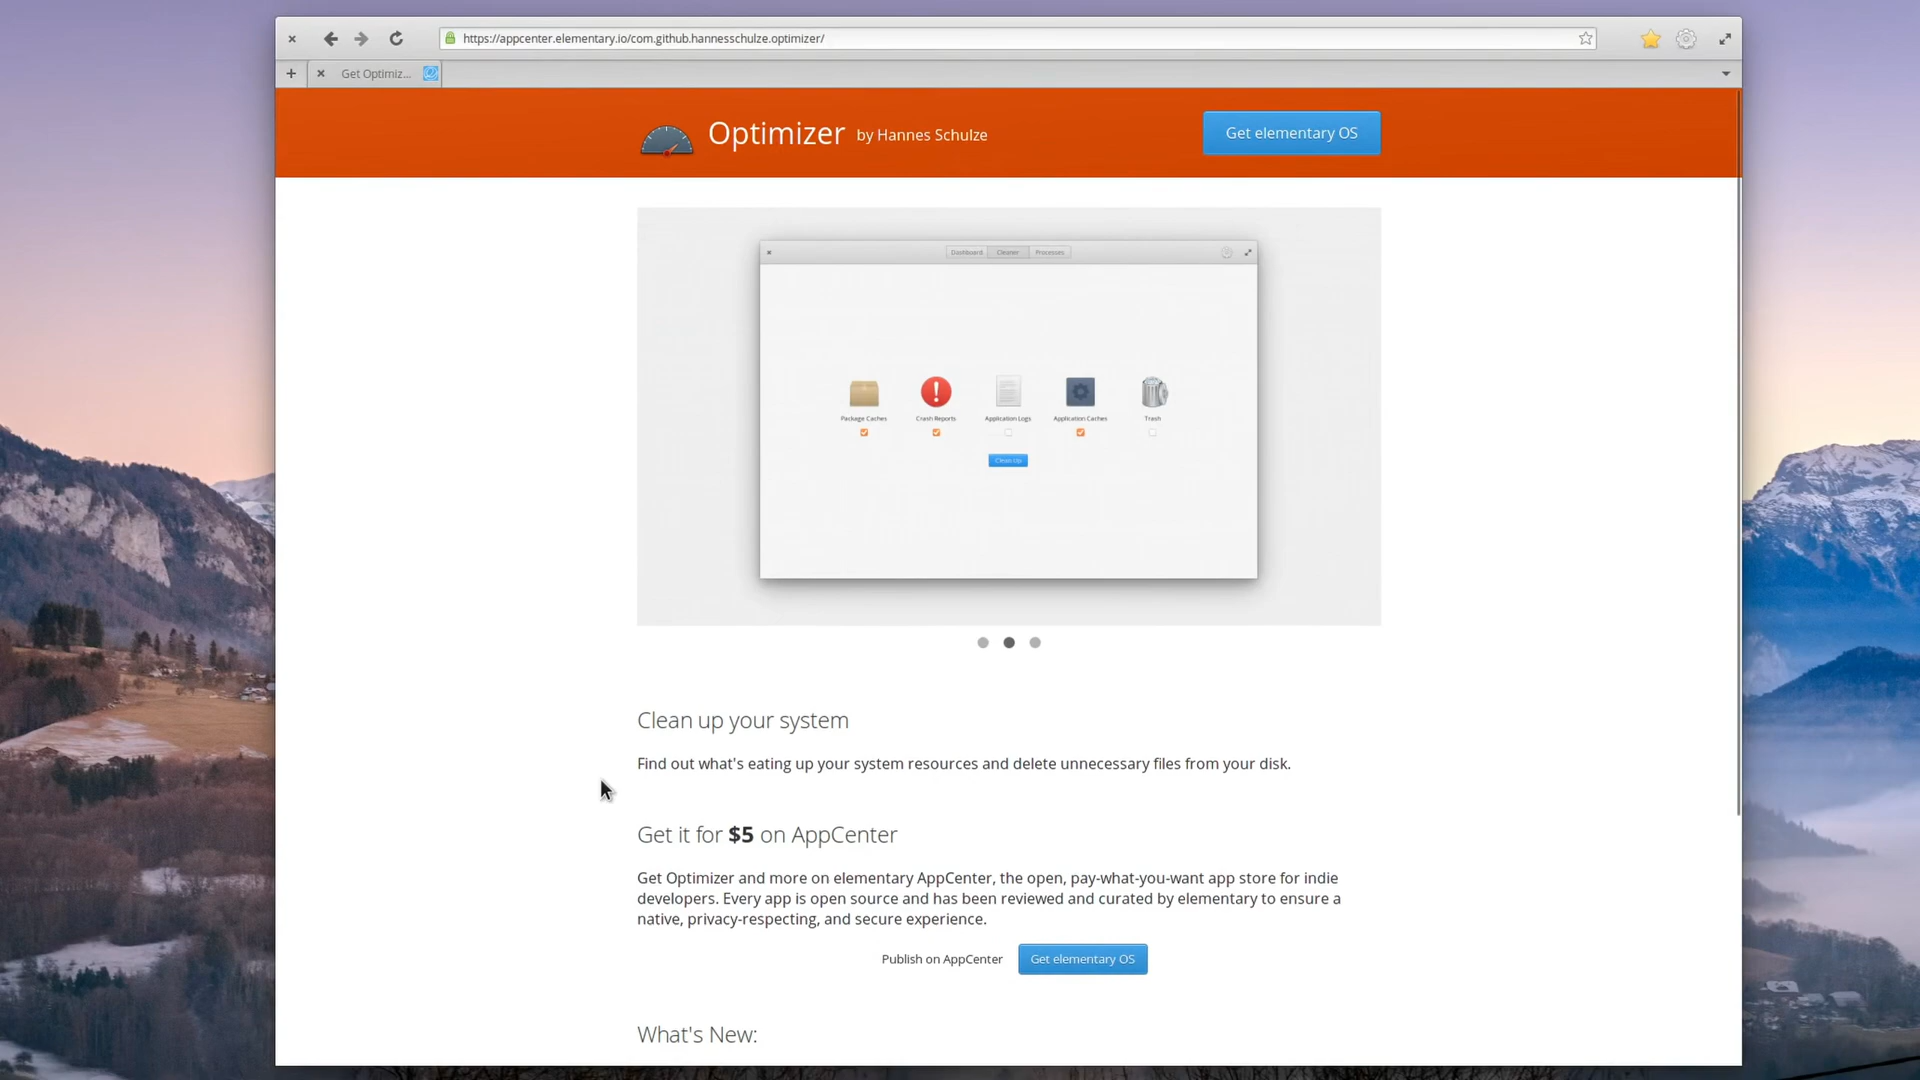 https://appcenter.elementary.io/com.github.hannesschulze.optimizer/
Get Optimiz...
Optimizer by Hannes Schulze
Get elementary OS
Dashboard Cleaner Processes
Package Caches Crash Reports Application Logs Application Caches Trash
Clean Up
Clean up your system
Find out what's eating up your system resources and delete unnecessary files from your disk.
Get it for $5 on AppCenter
Get Optimizer and more on elementary AppCenter, the open, pay-what-you-want app store for indie
developers. Every app is open source and has been reviewed and curated by elementary to ensure a
native, privacy-respecting, and secure experience.
Publish on AppCenter Get elementary OS
What's New: